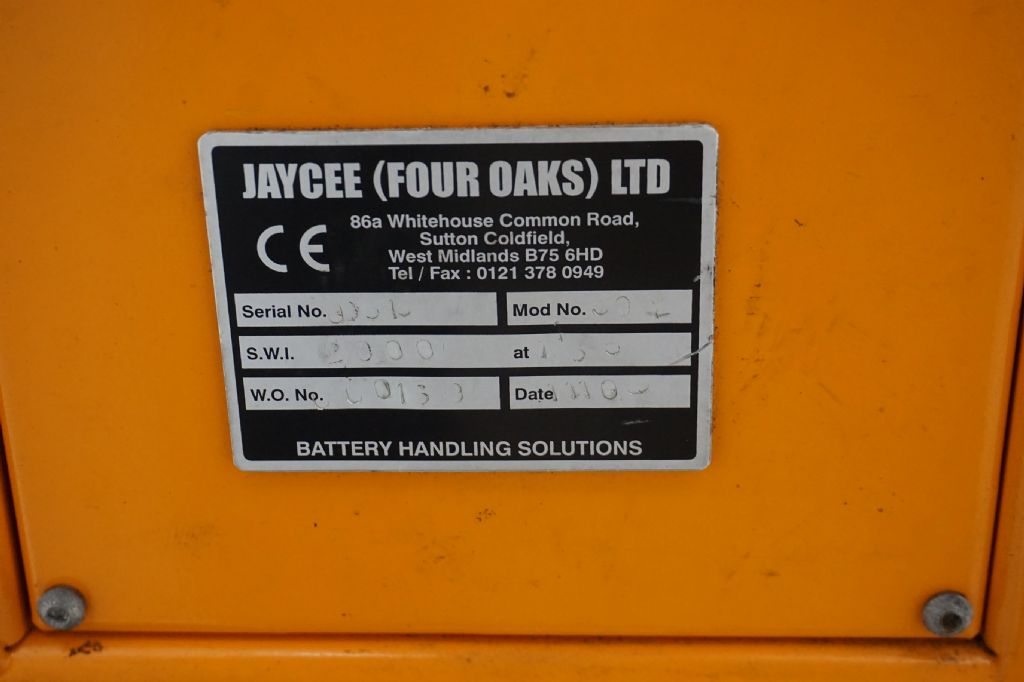 JAYCEE (FOUR OAKS) LTD
CE
86a Whitehouse Common Road,
Sutton Coldfield,
West Midlands B75 6HD
Tel / Fax : 0121 378 0949
Serial No.
Mod No.
S.W.I. 2000 at
W.O. No.
Date
BATTERY HANDLING SOLUTIONS